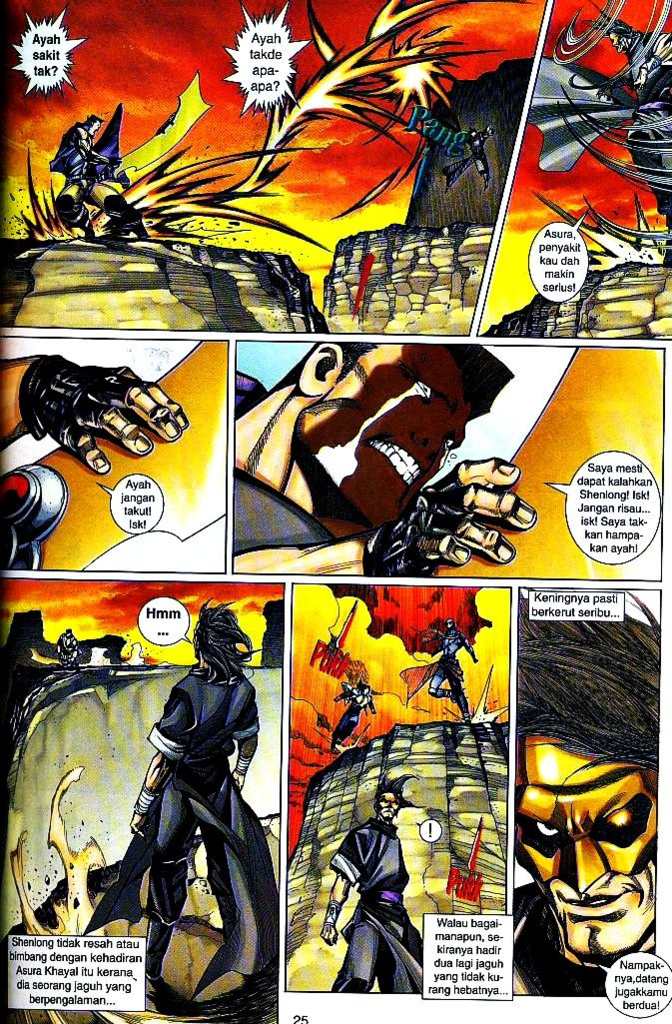 Ayah
sakit
tak?
Ayah
takde
apa-
apa?
Pang
Asura,
penyakit
kau dah
makin
serius!
Ayah
jangan
takut!
Isk!
Saya mesti
dapat kalahkan
Shenlong! Isk!
Jangan risau...
isk! Saya tak-
kan hampa-
kan ayah!
Hmm
...
Shenlong tidak resah atau
bimbang dengan kehadiran
Asura Khayal itu kerana,
dia seorang jaguh yang
berpengalaman...
!
Walau bagai-
manapun, se-
kiranya hadir
dua lagi jaguh
yang tidak ku-
rang hebatnya...
Keningnya pasti
berkerut seribu...
Nampak-
nya,datang
jugakkamu
berdua!
25